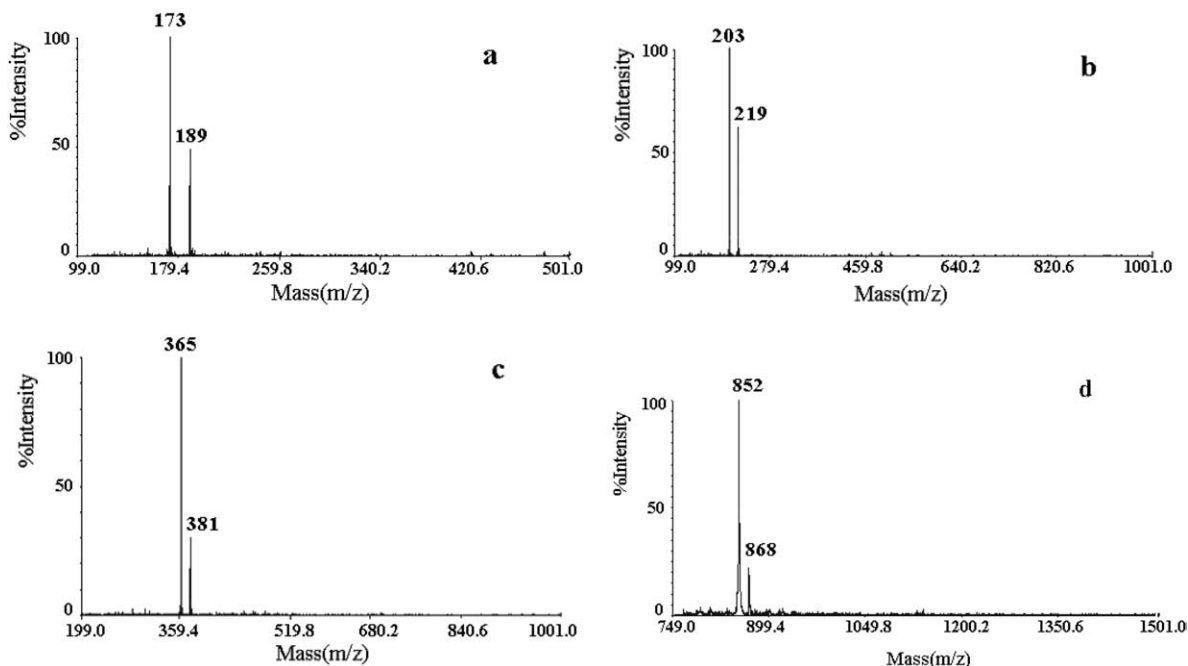 173
100
a
%Intensity
189
50
0
99.0 179.4 259.8 340.2 420.6 501.0
Mass(m/z)
203
100
b
%Intensity
219
50
0
99.0 279.4 459.8 640.2 820.6 1001.0
Mass(m/z)
365
100
c
%Intensity
50
381
0
199.0 359.4 519.8 680.2 840.6 1001.0
Mass(m/z)
852
d
100
%Intensity
50
868
0
749.0 899.4 1049.8 1200.2 1350.6 1501.0
Mass(m/z)